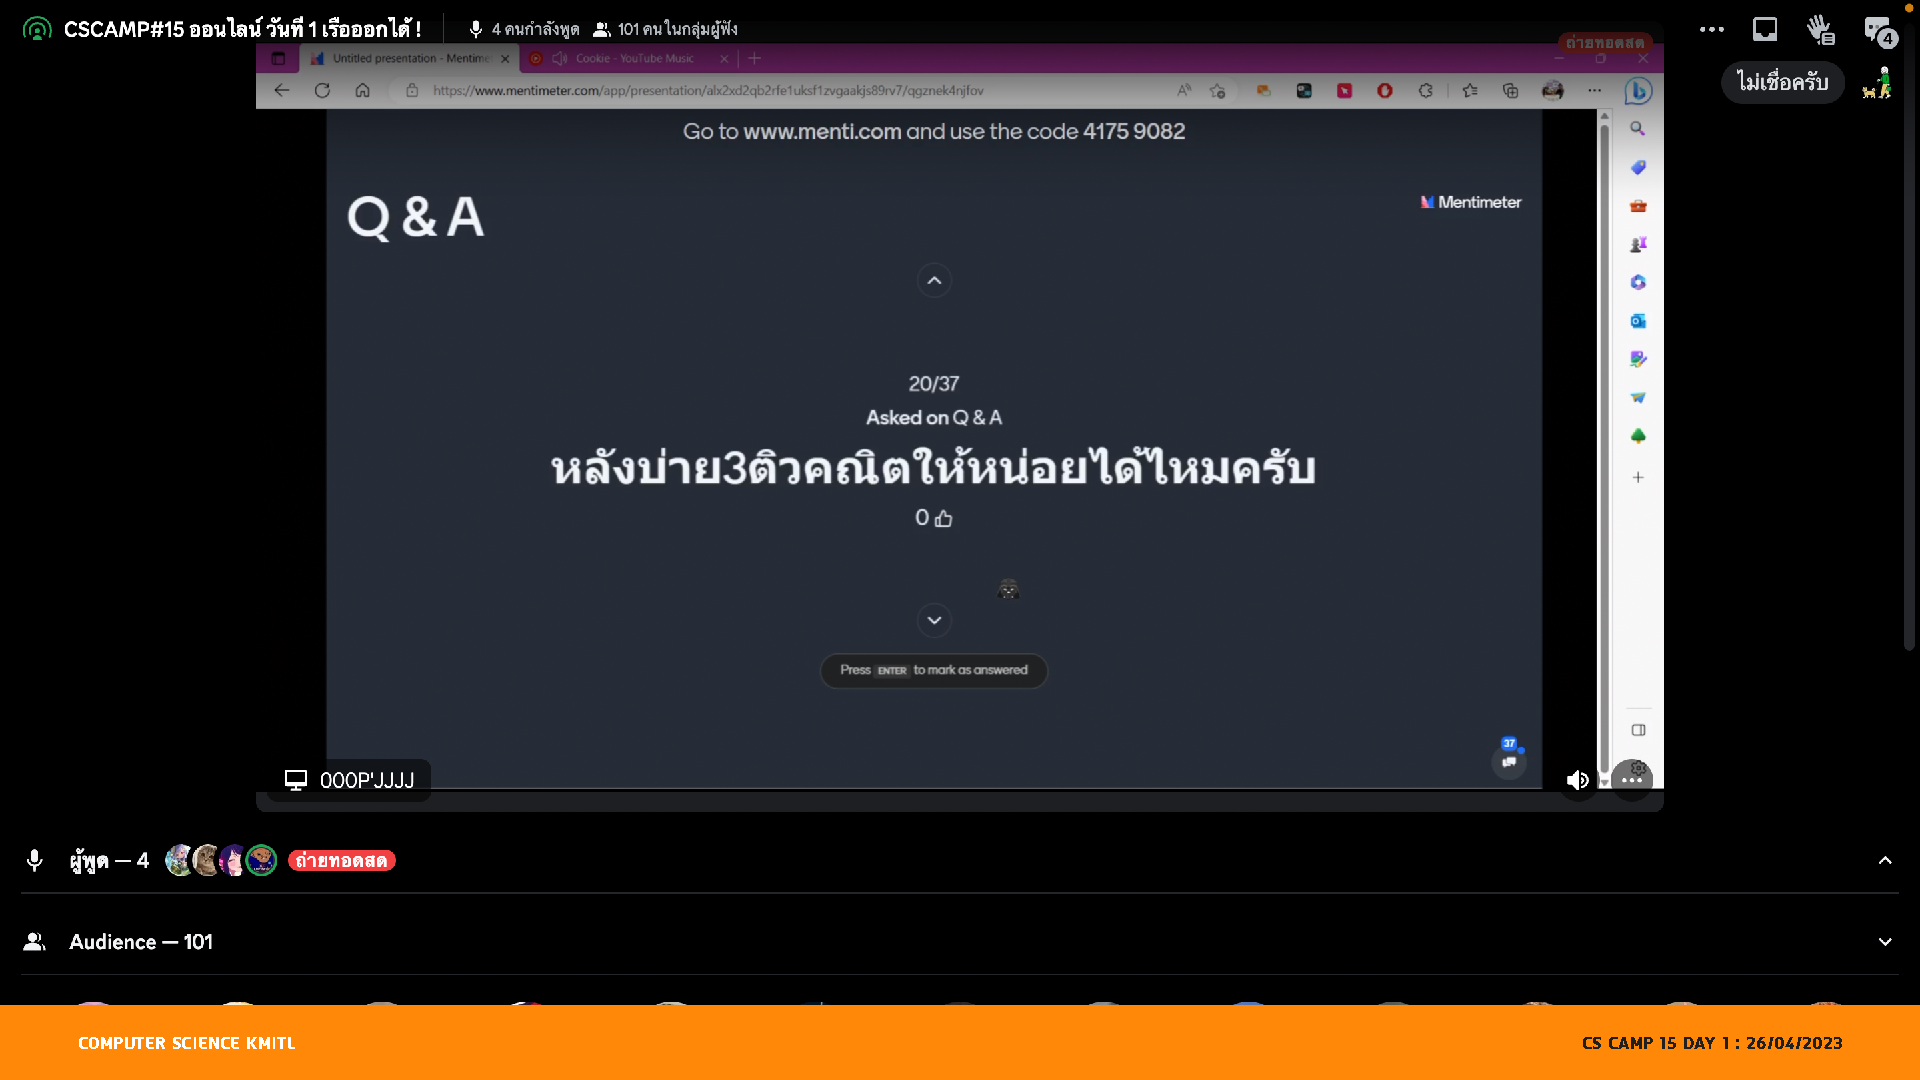 CSCAMP#15 ออนไลน์ วันที่ 1 เรือออกได้ !
4 คนกำลังพูด
101 คนในกลุ่มผู้ฟัง
4
ถ่ายทอดสด
Untitled presentation - Mentime
Cookie - YouTube Music
https://www.mentimeter.com/app/presentation/alx2xd2qb2rfe1uksf1zvgaakjs89rv7/qgznek4njfov
ไม่เชื่อครับ
Go to www.menti.com and use the code 4175 9082
Q & A
Mentimeter
20/37
Asked on Q & A
หลังบ่าย3ติวคณิตให้หน่อยได้ไหมครับ
0
Press ENTER to mark as answered
37
OOOP'JJJJ
ผู้พูด — 4
ถ่ายทอดสด
Audience — 101
COMPUTER SCIENCE KMITL
CS CAMP 15 DAY 1 : 26/04/2023